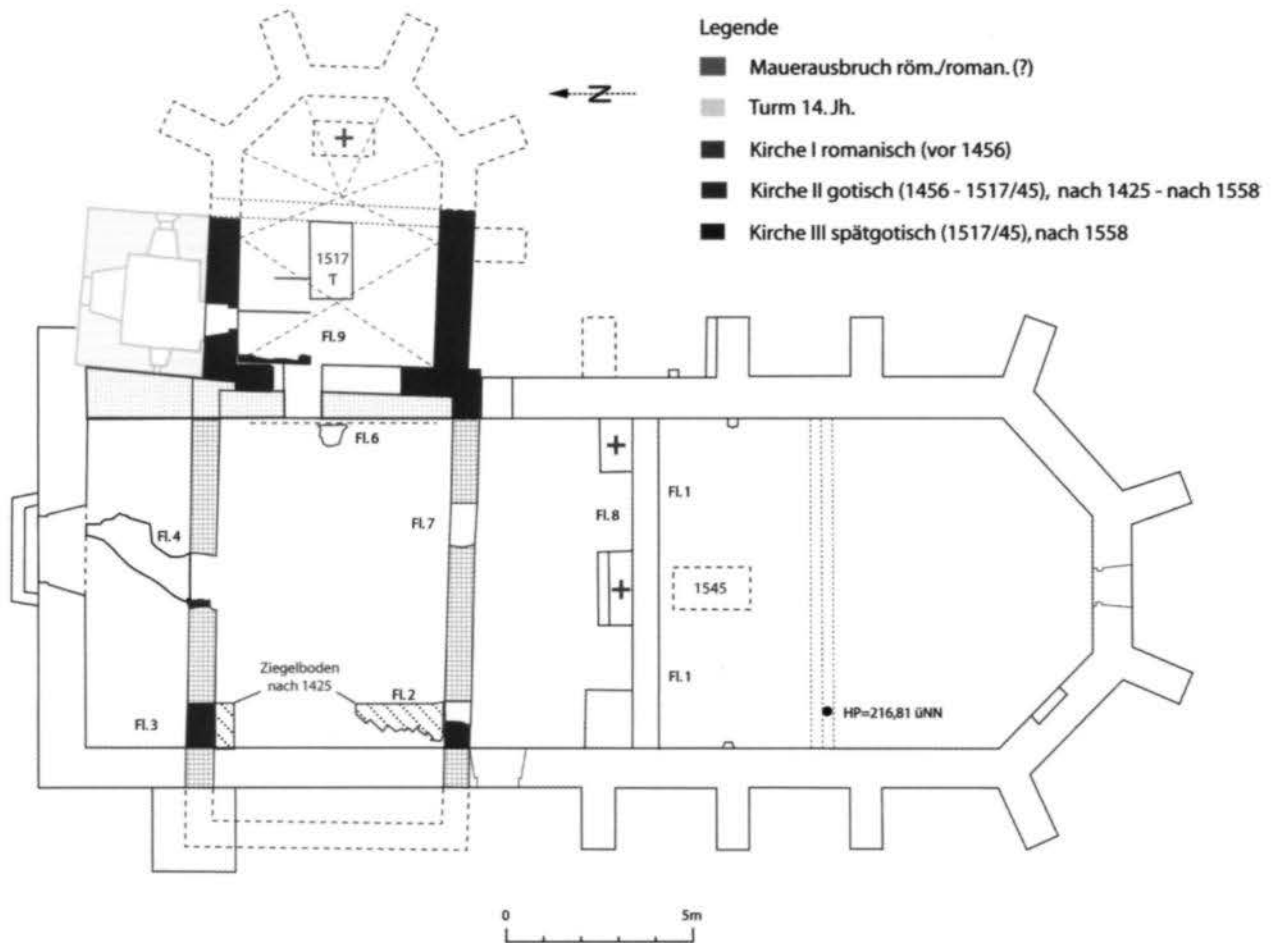 Legende
Mauerausbruch röm./roman. (?)
Turm 14. Jh.
Kirche I romanisch (vor 1456)
Kirche II gotisch (1456 - 1517/45), nach 1425 - nach 1558
Kirche III spätgotisch (1517/45), nach 1558
N
1517
T
Fl. 9
Fl. 6
Fl. 4
Fl. 7
Fl. 8
Fl. 1
1545
Ziegelboden
nach 1425
Fl. 2
Fl. 1
Fl. 3
HP=216,81 üNN
0
5m